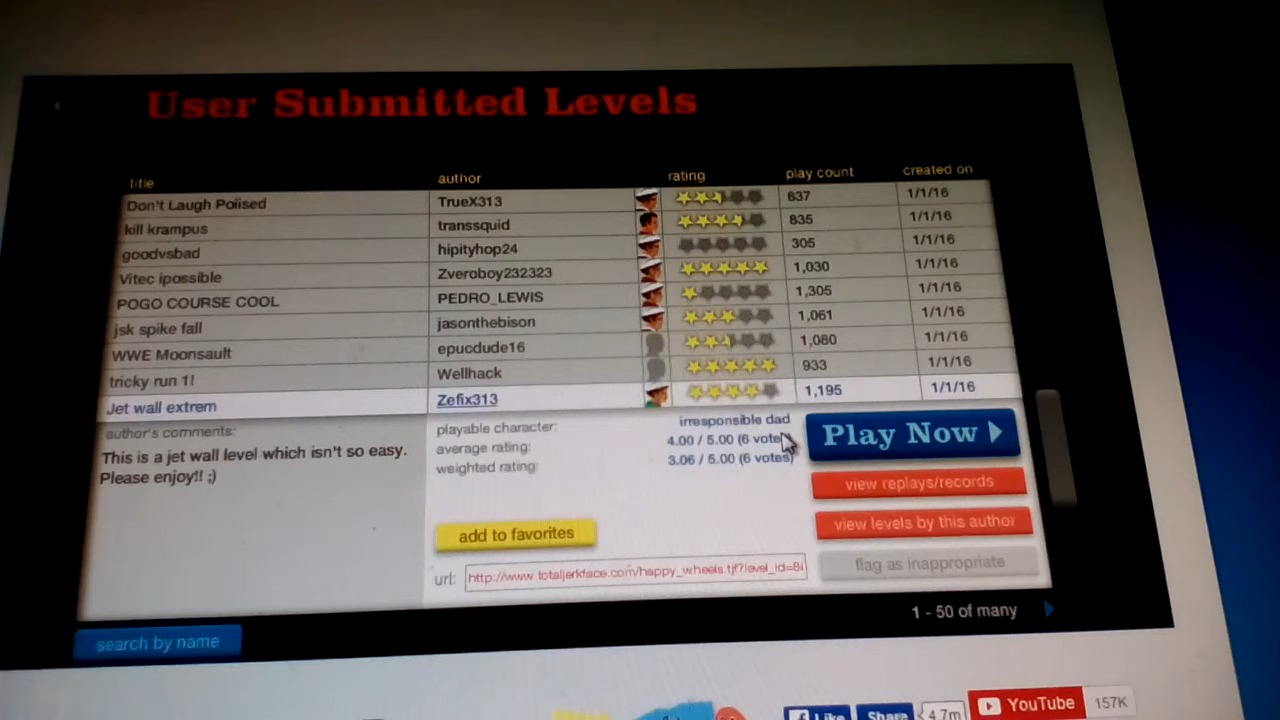 User Submitted Levels
title author rating play count created on
Don't Laugh Poiised TrueX313 637 1/1/16
kill krampus transsquid 835 1/1/16
goodvsbad hipityhop24 305 1/1/16
Vitec ipossible Zveroboy232323 1,030 1/1/16
POGO COURSE COOL PEDRO_LEWIS 1,305 1/1/16
jsk spike fall jasonthebison 1,061 1/1/16
WWE Moonsault epucdude16 1,080 1/1/16
tricky run 1! Wellhack 933 1/1/16
Jet wall extrem Zefix313 1,195 1/1/16
author's comments:
This is a jet wall level which isn't so easy.
Please enjoy!! ;)
playable character: irresponsible dad
average rating: 4.00 / 5.00 (6 votes)
weighted rating: 3.06 / 5.00 (6 votes)
Play Now
view replays/records
view levels by this author
flag as inappropriate
add to favorites
url: http://www.totaljerkface.com/happy_wheels.tjf?level_id=8
1 - 50 of many
search by name
Like
Share
4.7m
YouTube 157K